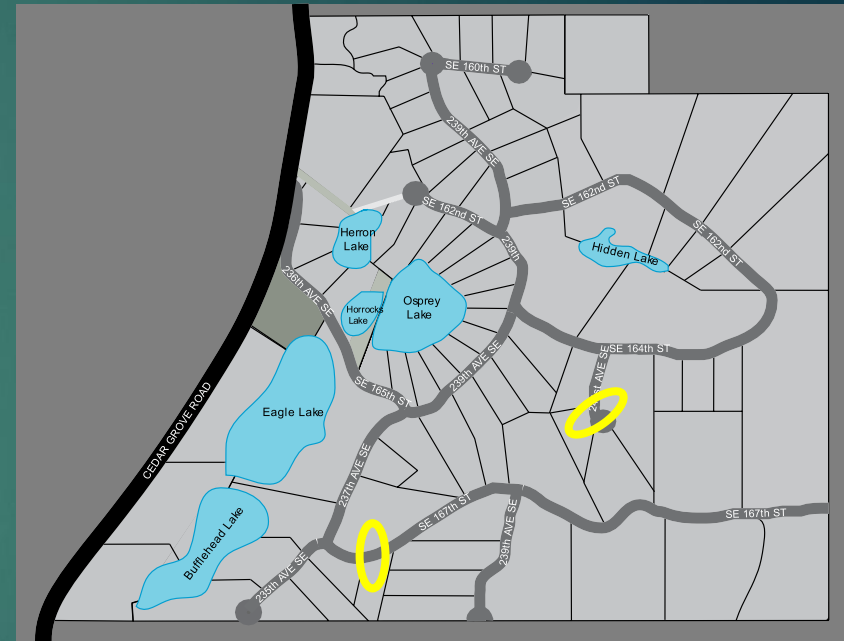 SE 160th ST
239th AVE SE
SE 162nd ST
SE 162nd ST
SE 162nd ST
239th
Herron
Lake
Hidden Lake
236th AVE SE
Horrocks
Lake
Osprey
Lake
SE 164th ST
AVE SE
239th AVE SE
SE 165th ST
CEDAR GROVE ROAD
Eagle Lake
237th AVE SE
SE 167th ST
SE 167th ST
239th AVE SE
Bufflehead Lake
235th AVE SE